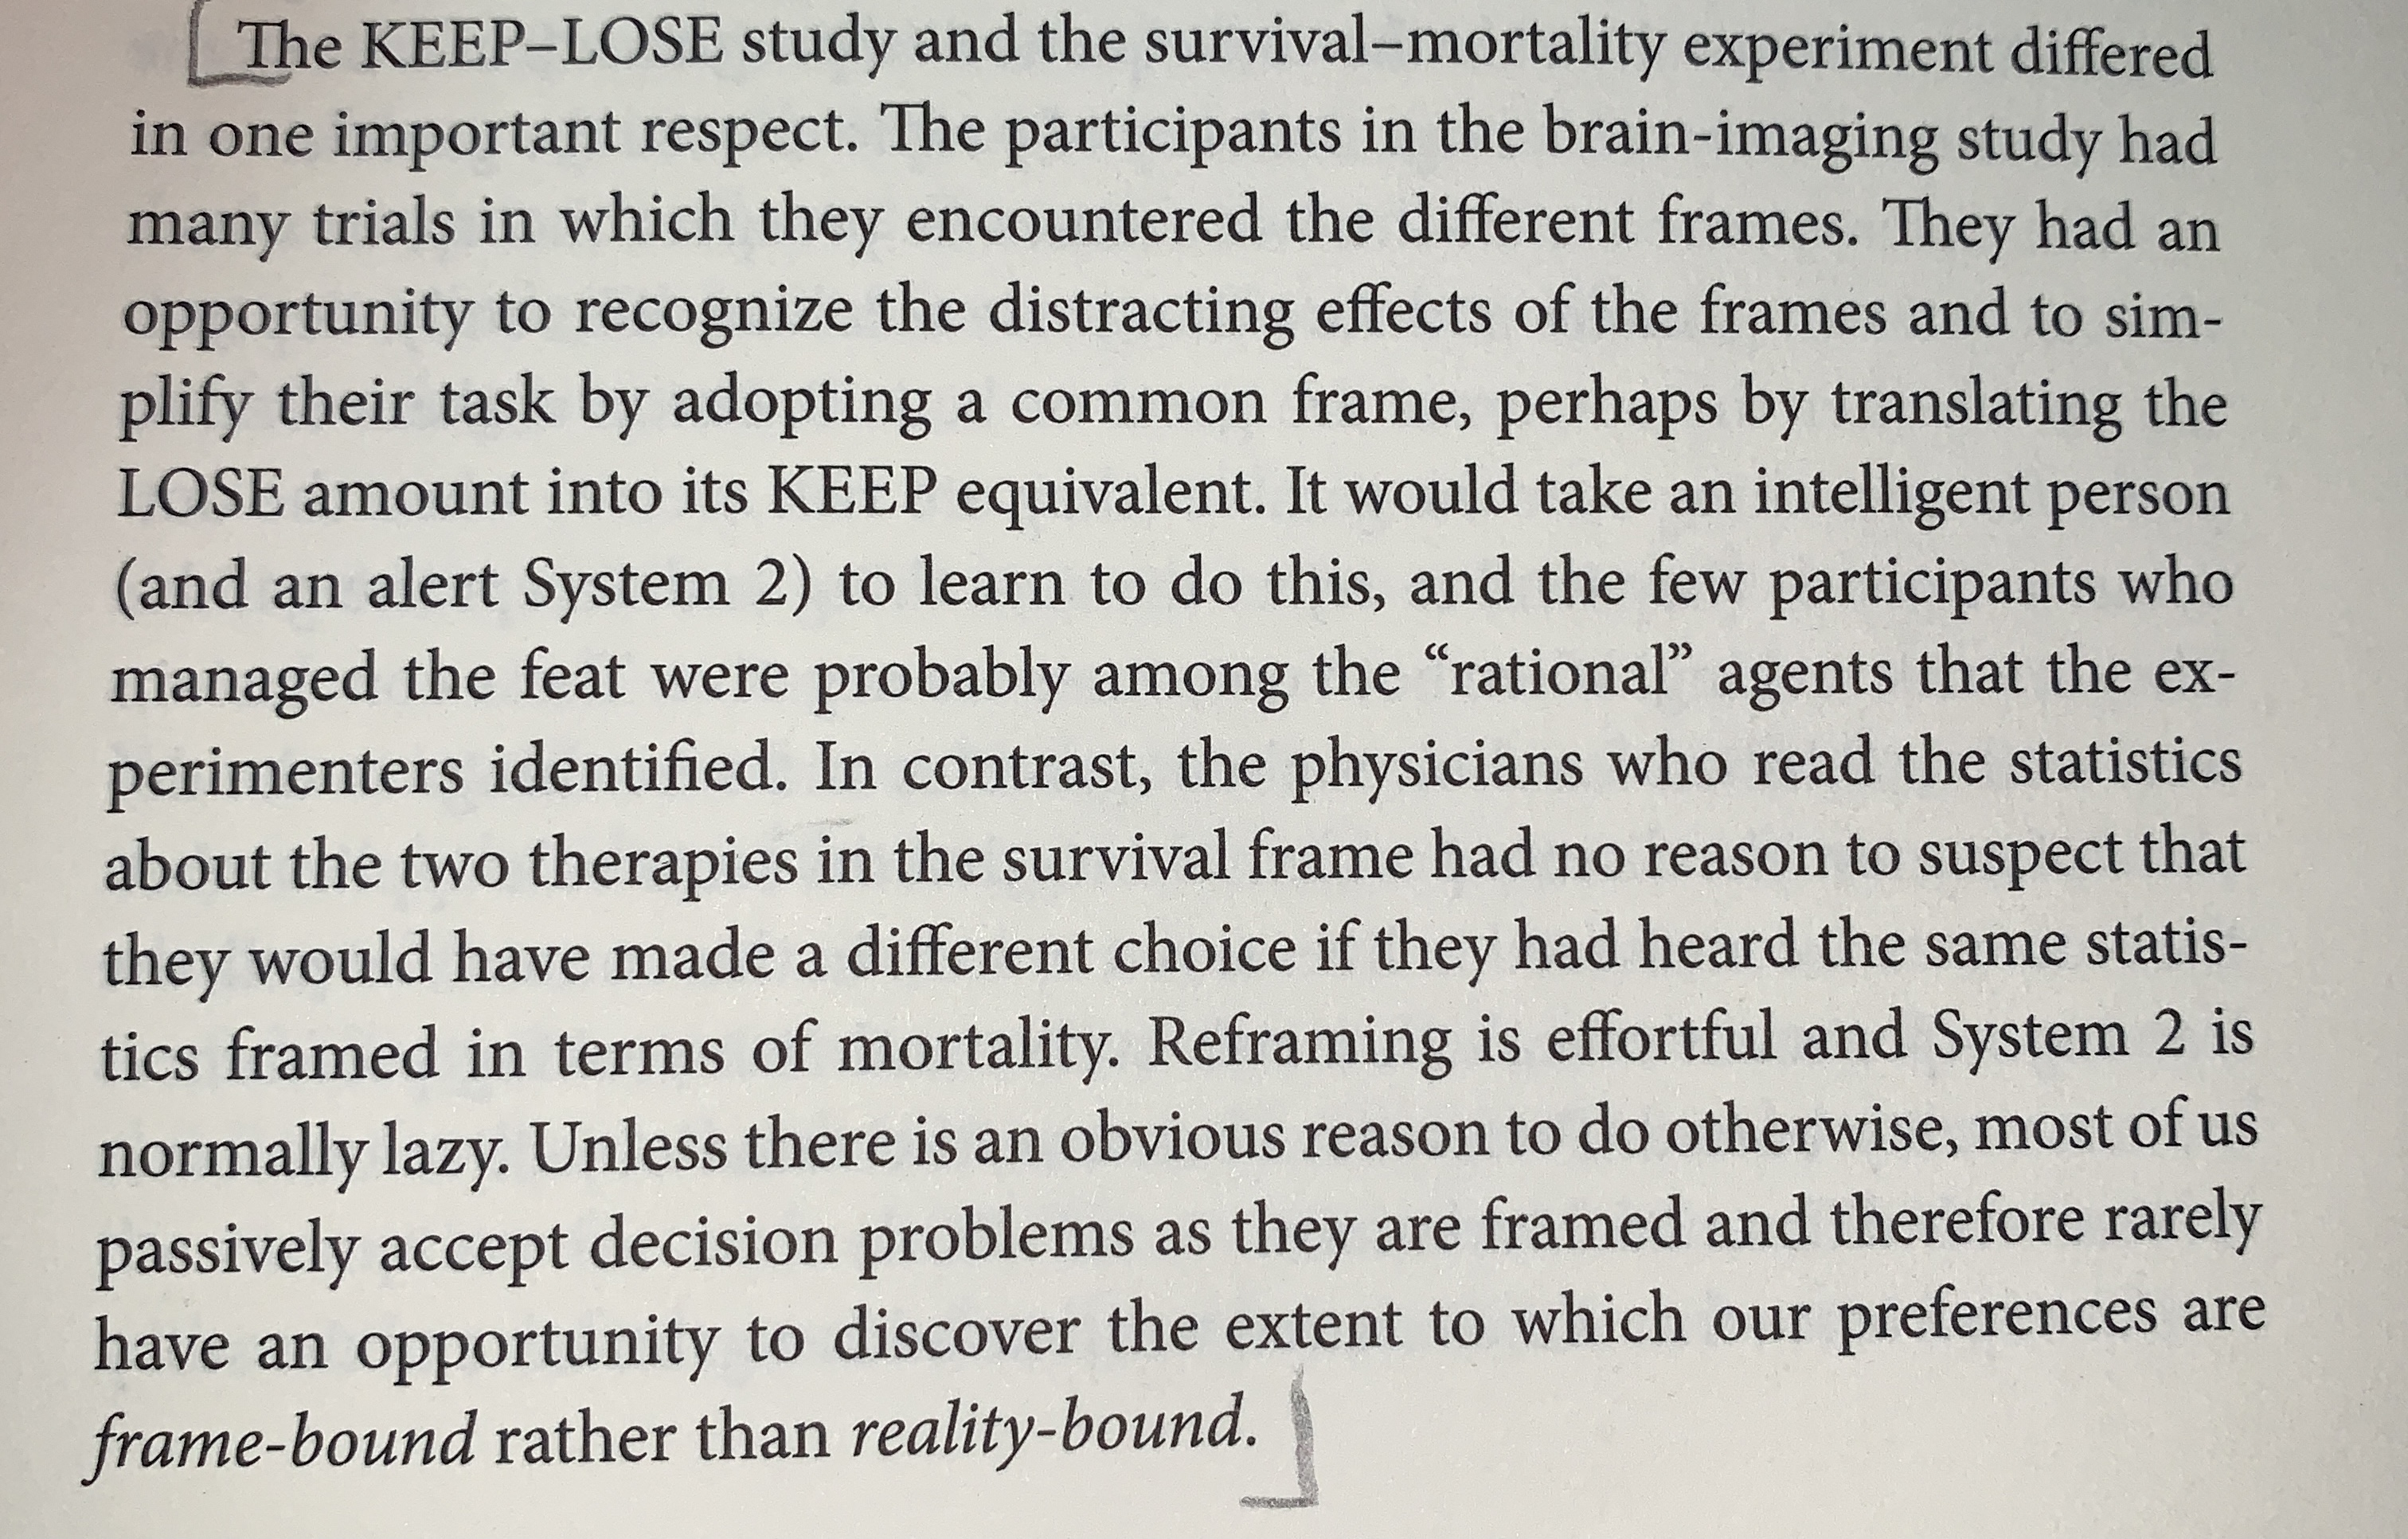 The KEEP–LOSE study and the survival–mortality experiment differed
in one important respect. The participants in the brain-imaging study had
many trials in which they encountered the different frames. They had an
opportunity to recognize the distracting effects of the frames and to sim-
plify their task by adopting a common frame, perhaps by translating the
LOSE amount into its KEEP equivalent. It would take an intelligent person
(and an alert System 2) to learn to do this, and the few participants who
managed the feat were probably among the “rational” agents that the ex-
perimenters identified. In contrast, the physicians who read the statistics
about the two therapies in the survival frame had no reason to suspect that
they would have made a different choice if they had heard the same statis-
tics framed in terms of mortality. Reframing is effortful and System 2 is
normally lazy. Unless there is an obvious reason to do otherwise, most of us
passively accept decision problems as they are framed and therefore rarely
have an opportunity to discover the extent to which our preferences are
frame-bound rather than reality-bound.